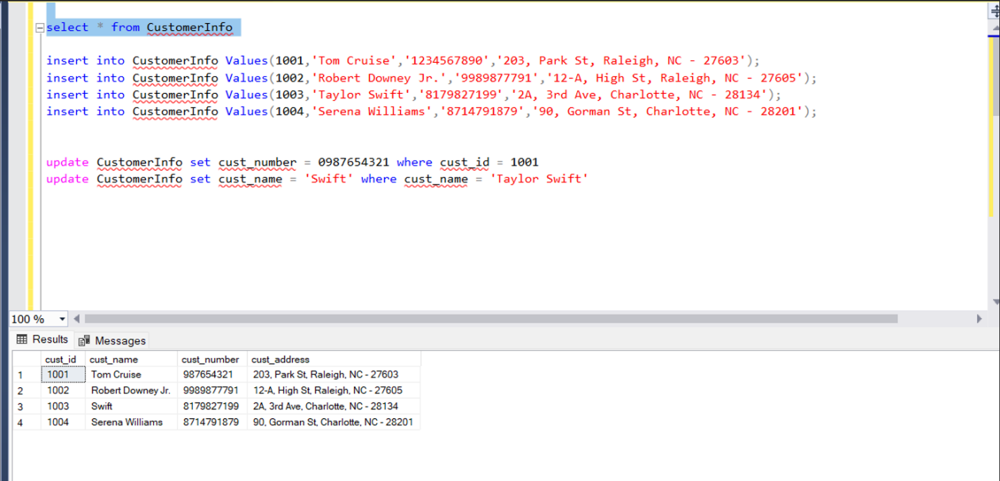 select * from CustomerInfo
insert into CustomerInfo Values(1001,'Tom Cruise','1234567890','203, Park St, Raleigh, NC - 27603');
insert into CustomerInfo Values(1002,'Robert Downey Jr.','9989877791','12-A, High St, Raleigh, NC - 27605');
insert into CustomerInfo Values(1003,'Taylor Swift','8179827199','2A, 3rd Ave, Charlotte, NC - 28134');
insert into CustomerInfo Values(1004,'Serena Williams','8714791879','90, Gorman St, Charlotte, NC - 28201');
update CustomerInfo set cust_number = 0987654321 where cust_id = 1001
update CustomerInfo set cust_name = 'Swift' where cust_name = 'Taylor Swift'
100 %
Results Messages
cust_id cust_name cust_number cust_address
1 1001 Tom Cruise 987654321 203, Park St, Raleigh, NC - 27603
2 1002 Robert Downey Jr. 9989877791 12-A, High St, Raleigh, NC - 27605
3 1003 Swift 8179827199 2A, 3rd Ave, Charlotte, NC - 28134
4 1004 Serena Williams 8714791879 90, Gorman St, Charlotte, NC - 28201